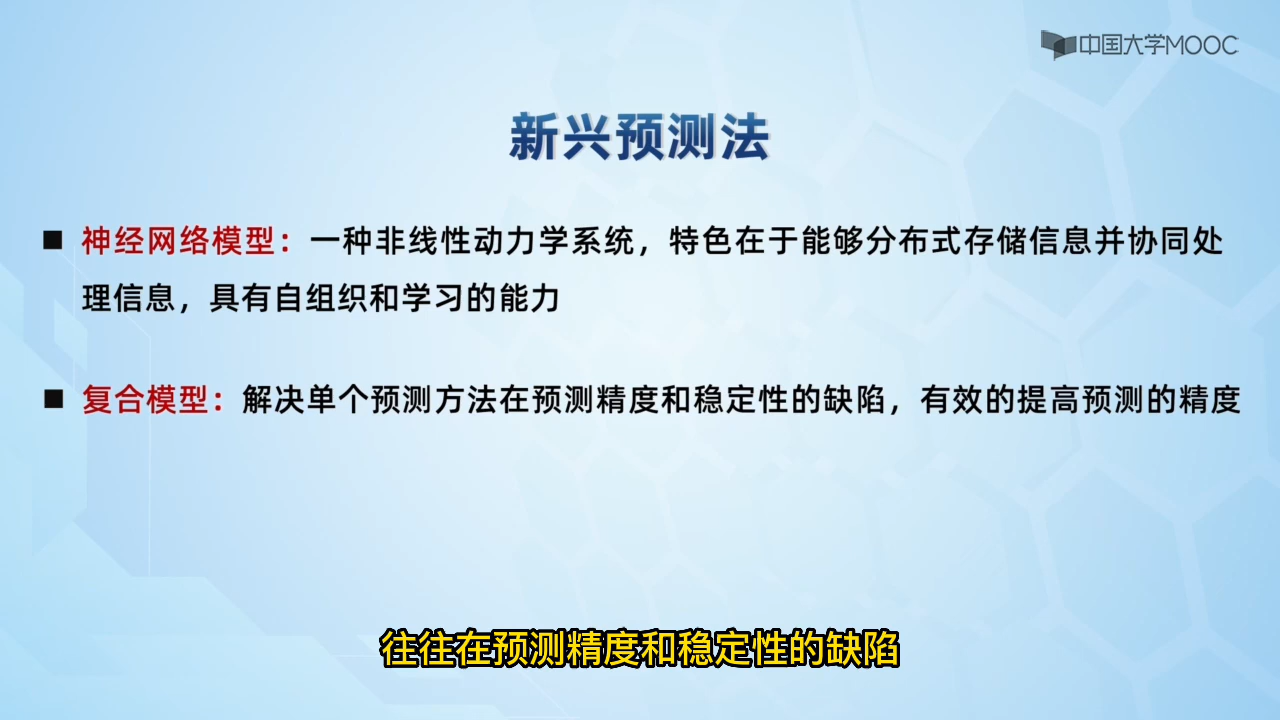 中国大学MOOC
新兴预测法
神经网络模型：一种非线性动力学系统，特色在于能够分布式存储信息并协同处
理信息，具有自组织和学习的能力
复合模型：解决单个预测方法在预测精度和稳定性的缺陷，有效的提高预测的精度
往往在预测精度和稳定性的缺陷